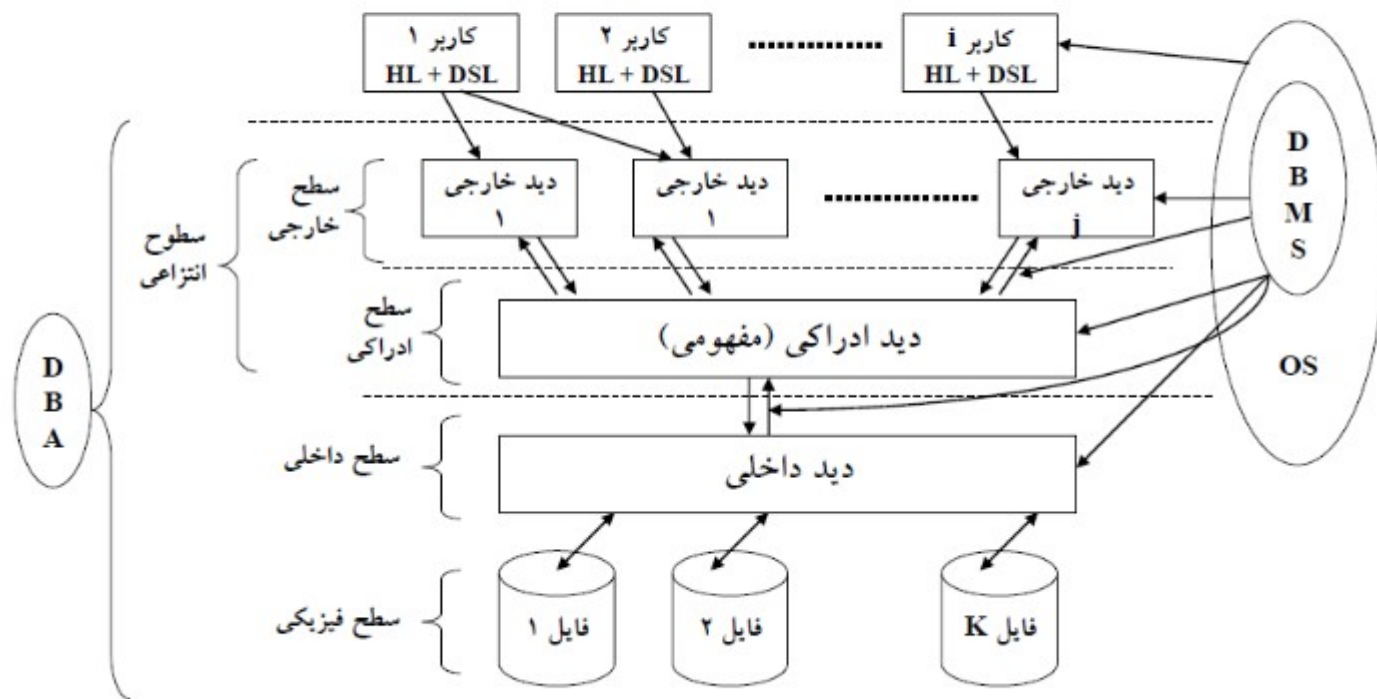 کاربر ۱
HL + DSL
کاربر ۲
HL + DSL
کاربر i
HL + DSL
دید خارجی
۱
دید خارجی
۱
دید خارجی
j
سطح
خارجی
سطوح
انتزاعی
سطح
ادراکی
دید ادراکی (مفهومی)
سطح داخلی
دید داخلی
سطح فیزیکی
فایل ۱
فایل ۲
فایل K
D
B
A
D
B
M
S
OS